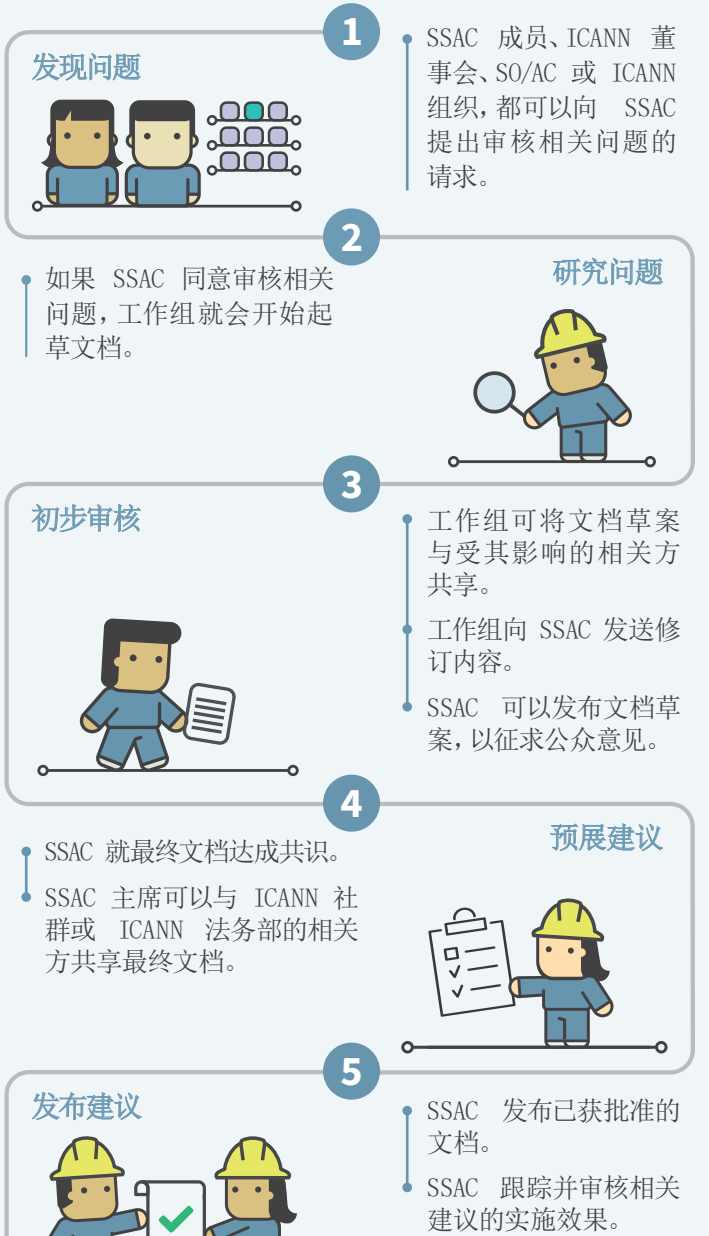 1
发现问题
SSAC 成员、ICANN 董
事会、SO/AC 或 ICANN
组织，都可以向 SSAC
提出审核相关问题的
请求。
2
研究问题
如果 SSAC 同意审核相关
问题，工作组就会开始起
草文档。
3
初步审核
工作组可将文档草案
与受其影响的相关方
共享。
工作组向 SSAC 发送修
订内容。
SSAC 可以发布文档草
案，以征求公众意见。
4
预展建议
SSAC 就最终文档达成共识。
SSAC 主席可以与 ICANN 社
群或 ICANN 法务部的相关
方共享最终文档。
5
发布建议
SSAC 发布已获批准的
文档。
SSAC 跟踪并审核相关
建议的实施效果。